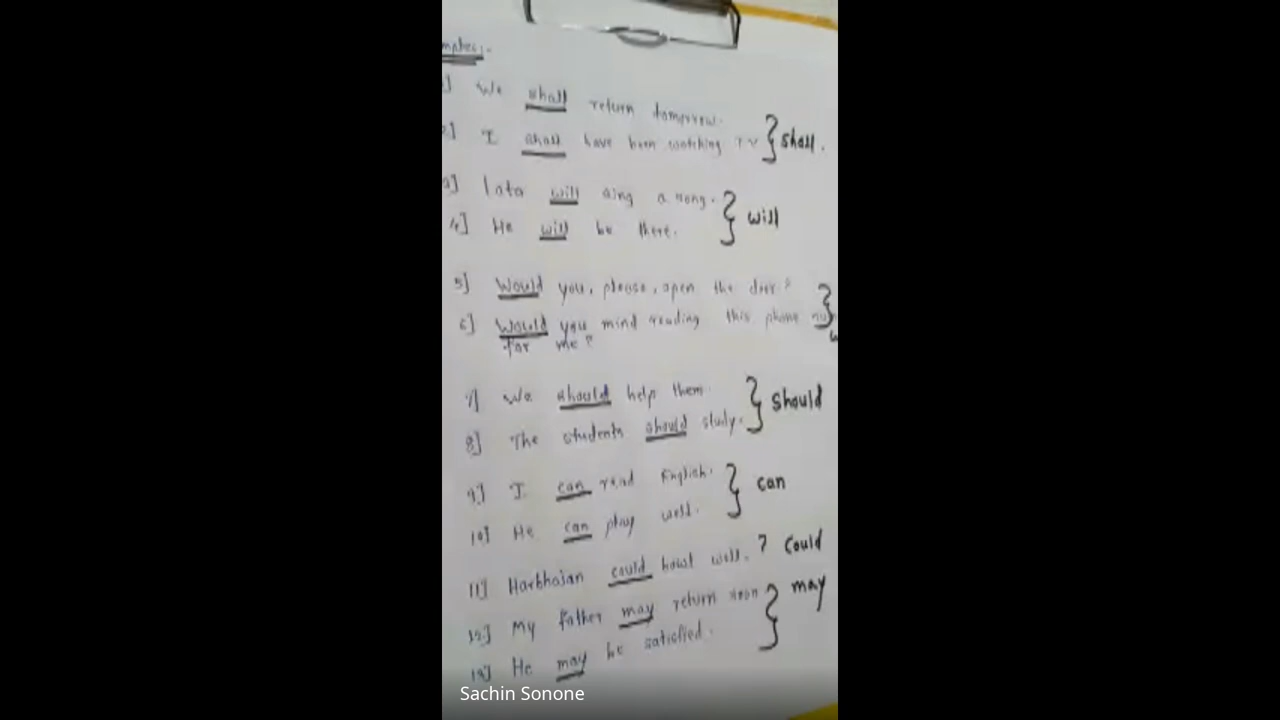 mples:-
1] We shall return tomorrow.
2] I shall have been watching TV } shall.
3] lata will sing a song.
4] He will be there. } will
5] Would you, please, open the door?
6] Would you mind reading this phone
for me?
7] We should help them. } should
8] The students should study.
9] I can read English. } can
10] He can play well.
11] Harbhajan could bowl well. ? Could
12] My father may return soon } may
13] He may be satisfied.
Sachin Sonone